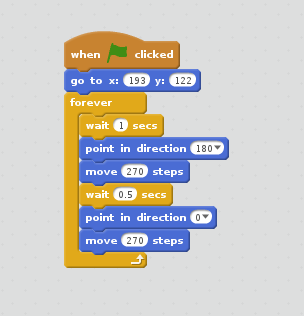 when clicked
go to x: 193 y: 122
forever
wait 1 secs
point in direction 180
move 270 steps
wait 0.5 secs
point in direction 0
move 270 steps